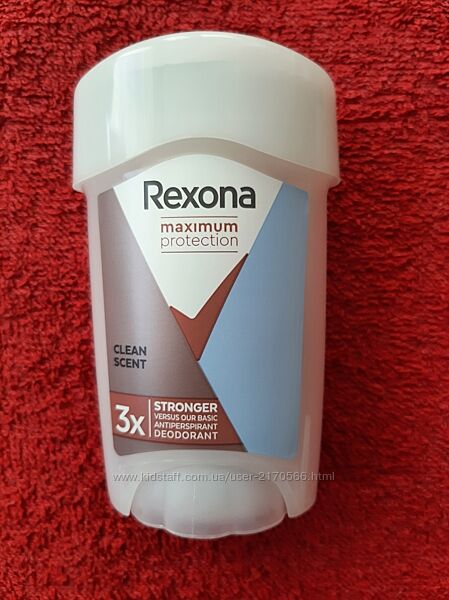 Rexona
maximum
protection
CLEAN
SCENT
3x
STRONGER
VERSUS OUR BASIC
ANTIPERSPIRANT
DEODORANT
www.kidstaff.com.ua/user-2170566.html